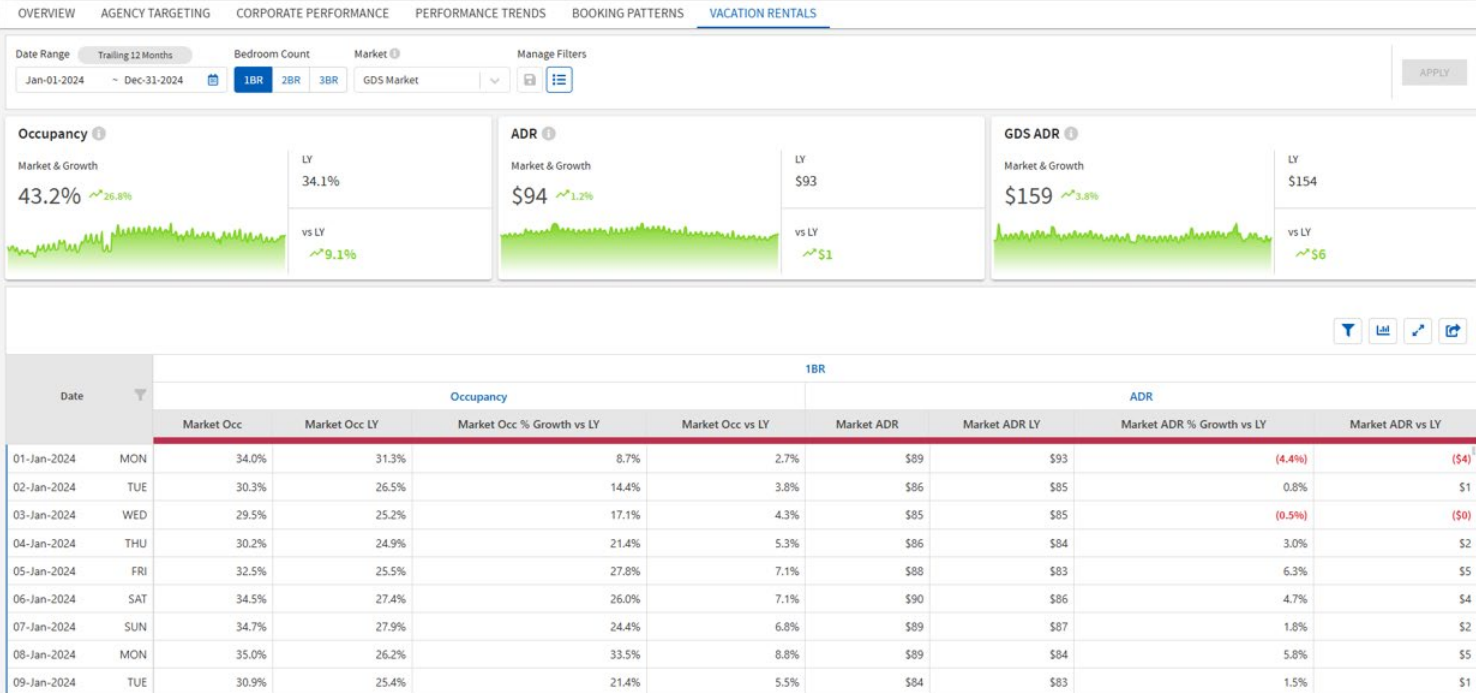 OVERVIEW AGENCY TARGETING CORPORATE PERFORMANCE PERFORMANCE TRENDS BOOKING PATTERNS VACATION RENTALS
Date Range Trailing 12 Months Bedroom Count Market Manage Filters
Jan-01-2024 ~ Dec-31-2024 1BR 2BR 3BR GDS Market APPLY
Occupancy ADR GDS ADR
Market & Growth LY Market & Growth LY Market & Growth LY
43.2% 26.8% 34.1% $94 1.2% $93 $159 3.8% $154
vs LY vs LY vs LY
9.1% $1 $6
1BR
Date Occupancy ADR
Market Occ Market Occ LY Market Occ % Growth vs LY Market Occ vs LY Market ADR Market ADR LY Market ADR % Growth vs LY Market ADR vs LY
01-Jan-2024 MON 34.0% 31.3% 8.7% 2.7% $89 $93 (4.4%) ($4)
02-Jan-2024 TUE 30.3% 26.5% 14.4% 3.8% $86 $85 0.8% $1
03-Jan-2024 WED 29.5% 25.2% 17.1% 4.3% $85 $85 (0.5%) ($0)
04-Jan-2024 THU 30.2% 24.9% 21.4% 5.3% $86 $84 3.0% $2
05-Jan-2024 FRI 32.5% 25.5% 27.8% 7.1% $88 $83 6.3% $5
06-Jan-2024 SAT 34.5% 27.4% 26.0% 7.1% $90 $86 4.7% $4
07-Jan-2024 SUN 34.7% 27.9% 24.4% 6.8% $89 $87 1.8% $2
08-Jan-2024 MON 35.0% 26.2% 33.5% 8.8% $89 $84 5.8% $5
09-Jan-2024 TUE 30.9% 25.4% 21.4% 5.5% $84 $83 1.5% $1